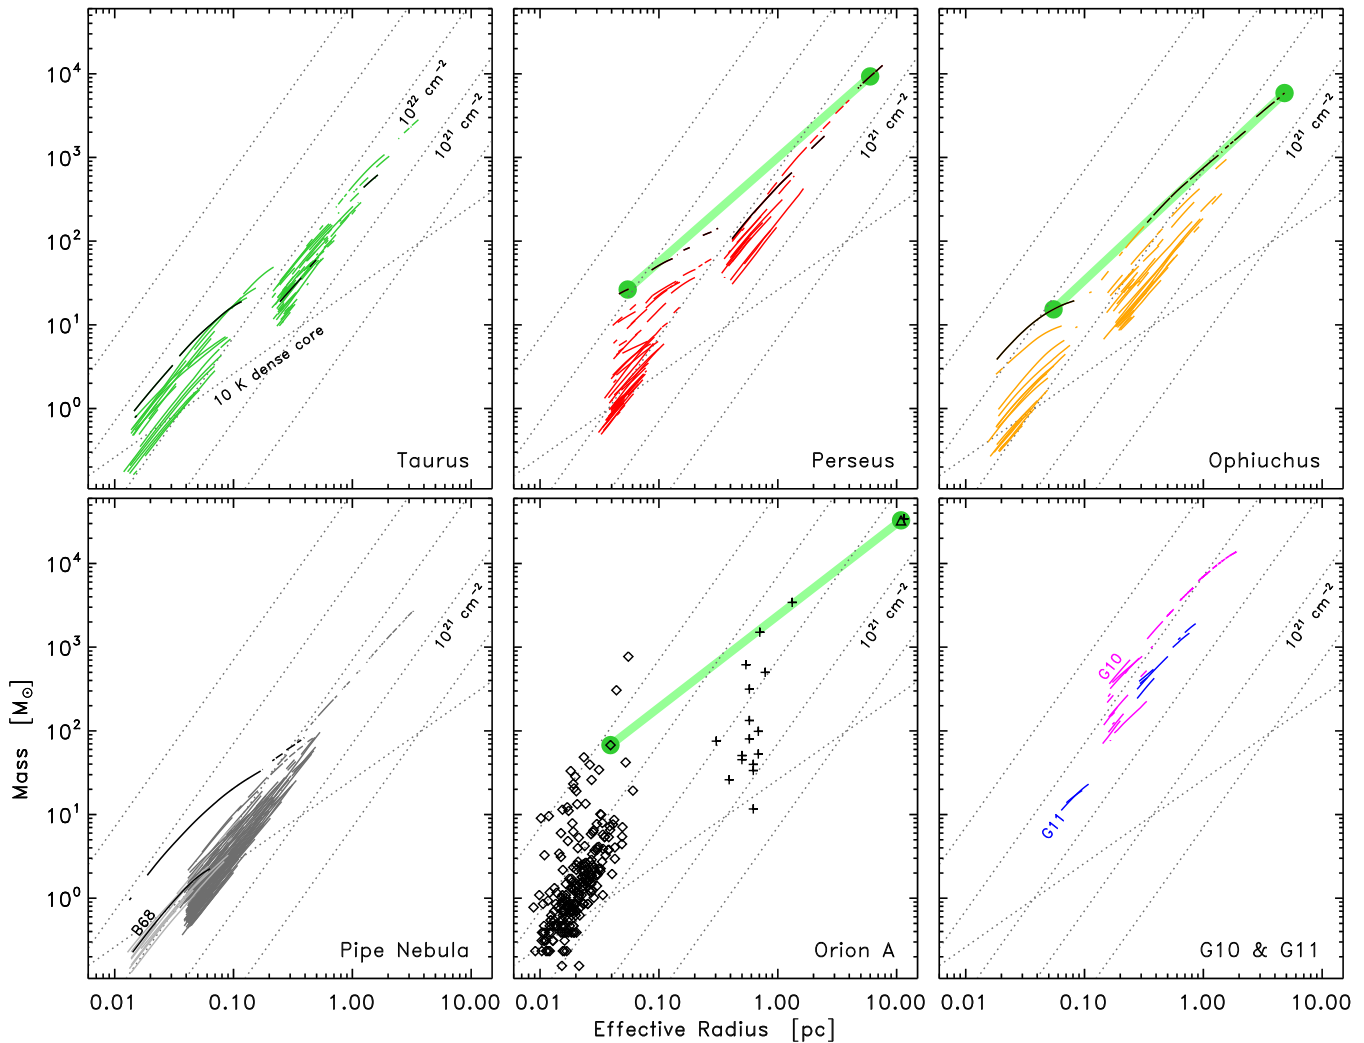 10⁴
10³
10²
10¹
10⁰
10²² cm⁻²
10²¹ cm⁻²
10 K dense core
Taurus
10²¹ cm⁻²
Perseus
10²¹ cm⁻²
Ophiuchus
10⁴
10³
10²
10¹
10⁰
Mass [M⊙]
10²¹ cm⁻²
B68
Pipe Nebula
10²¹ cm⁻²
Orion A
10²¹ cm⁻²
G10
G11
G10 & G11
0.01 0.10 1.00 0.01 0.10 1.00 10.00 0.01 0.10 1.00 10.00
Effective Radius [pc]